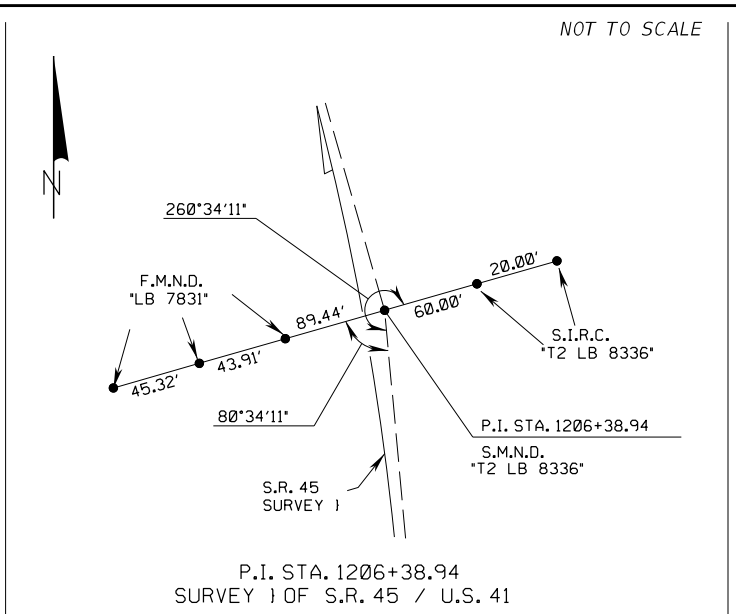 NOT TO SCALE
N
260°34'11"
F.M.N.D.
"LB 7831"
89.44'
60.00'
20.00'
45.32'
43.91'
S.I.R.C.
"T2 LB 8336"
80°34'11"
P.I. STA. 1206+38.94
S.M.N.D.
"T2 LB 8336"
S.R. 45
SURVEY }
P.I. STA. 1206+38.94
SURVEY } OF S.R. 45 / U.S. 41